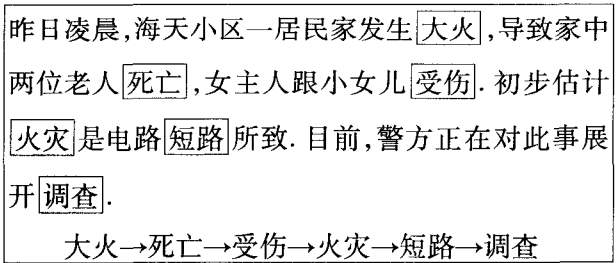 昨日凌晨,海天小区一居民家发生大火,导致家中
两位老人死亡,女主人跟小女儿受伤. 初步估计
火灾是电路短路所致. 目前,警方正在对此事展
开调查.
大火→死亡→受伤→火灾→短路→调查